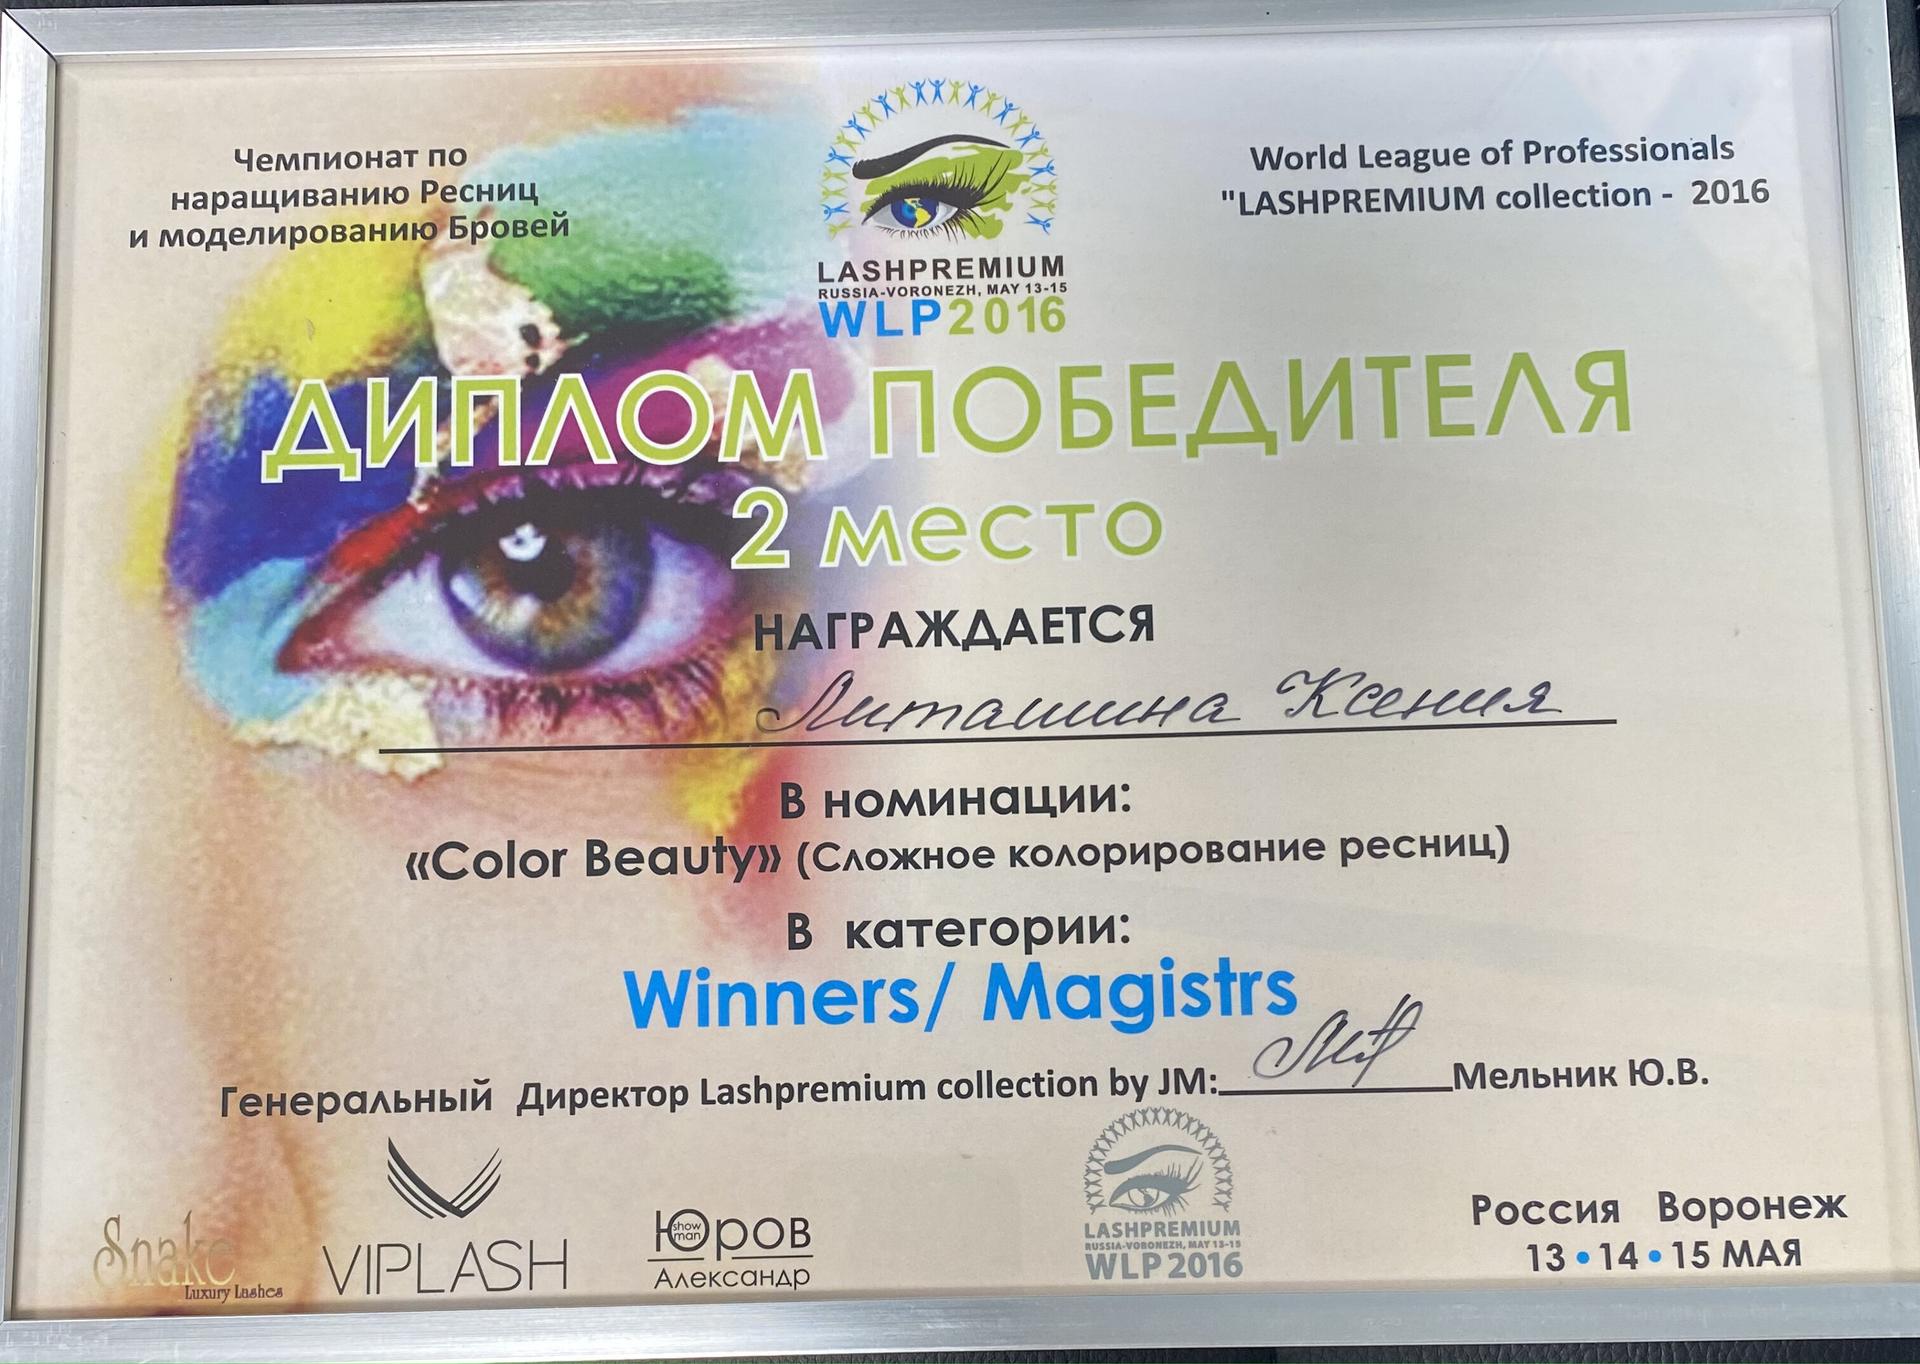 Чемпионат по
наращиванию Ресниц
и моделированию Бровей
World League of Professionals
"LASHPREMIUM collection - 2016
LASHPREMIUM
RUSSIA-VORONEZH, MAY 13-15
WLP2016
ДИПЛОМ ПОБЕДИТЕЛЯ
2 место
НАГРАЖДАЕТСЯ
Литашина Ксения
В номинации:
«Color Beauty» (Сложное колорирование ресниц)
В категории:
Winners/ Magistrs
Генеральный Директор Lashpremium collection by JM: Мельник Ю.В.
Snake
Luxury Lashes
VIPLASH
Юров
show
man
Александр
LASHPREMIUM
RUSSIA-VORONEZH, MAY 13-15
WLP 2016
Россия Воронеж
13 • 14 • 15 МАЯ